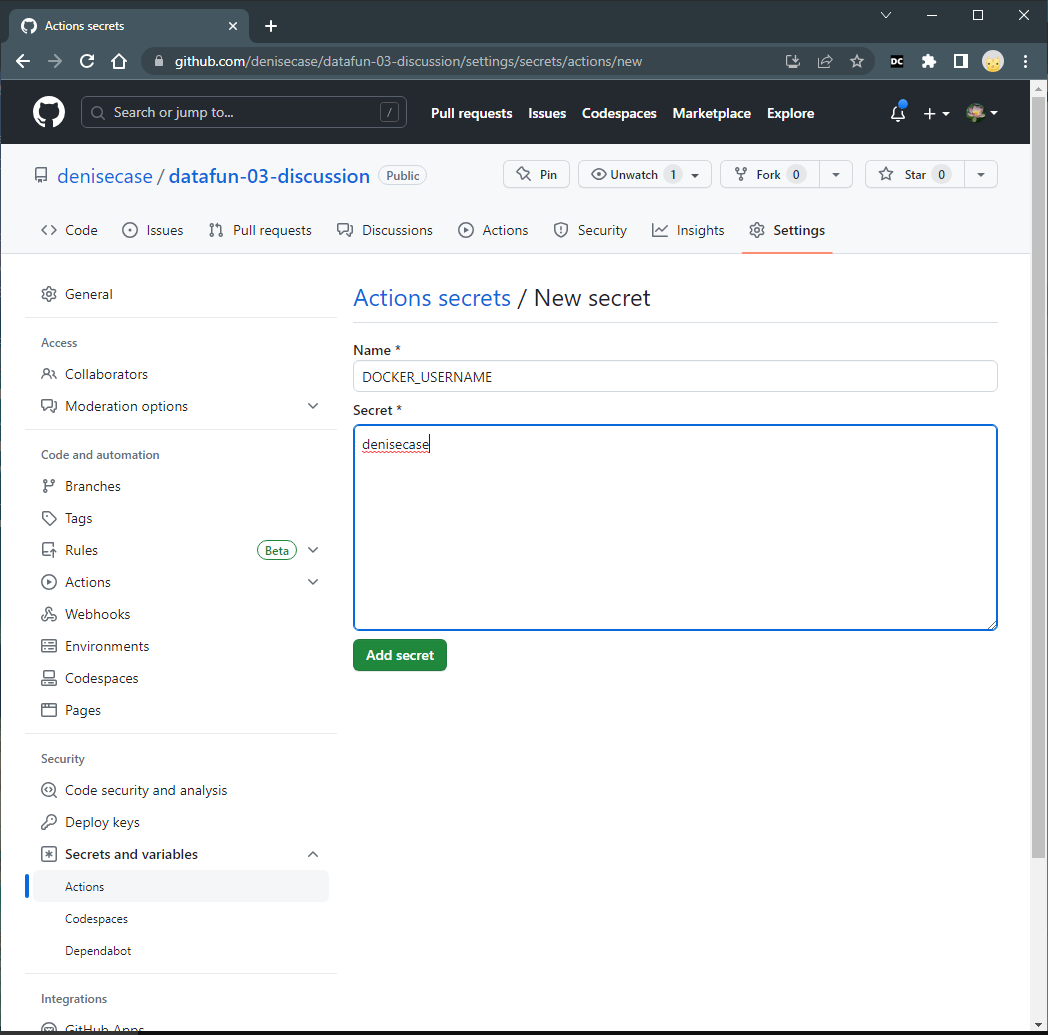 Actions secrets
github.com/denisecase/datafun-03-discussion/settings/secrets/actions/new
DC
Search or jump to... /
Pull requests Issues Codespaces Marketplace Explore
denisecase / datafun-03-discussion Public
Pin Unwatch 1 Fork 0 Star 0
Code Issues Pull requests Discussions Actions Security Insights Settings
General
Access
Collaborators
Moderation options
Code and automation
Branches
Tags
Rules Beta
Actions
Webhooks
Environments
Codespaces
Pages
Security
Code security and analysis
Deploy keys
Secrets and variables
Actions
Codespaces
Dependabot
Integrations
GitHub Apps
Actions secrets / New secret
Name *
DOCKER_USERNAME
Secret *
denisecase
Add secret